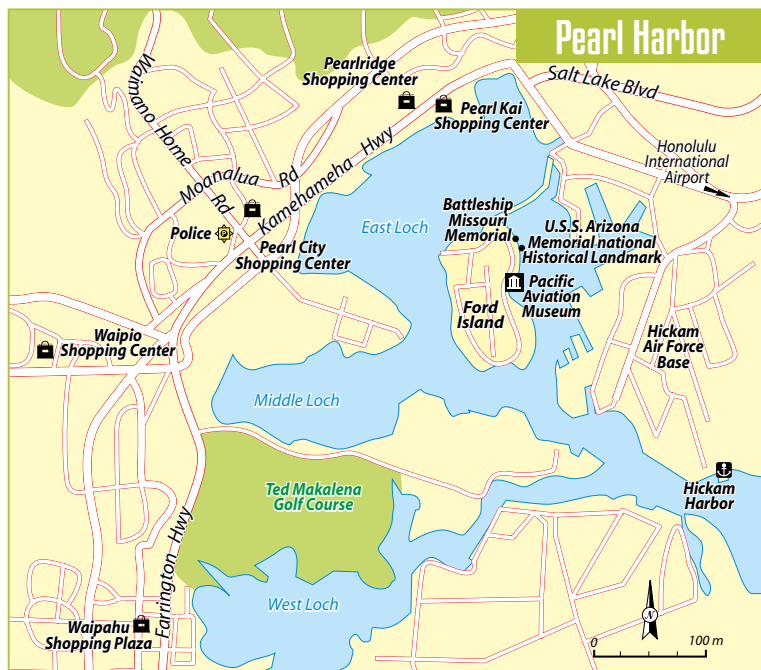 Pearl Harbor
Pearlridge
Shopping Center
Salt Lake Blvd
Pearl Kai
Shopping Center
Waimano Home
Rd
Moanalua Rd
Kamehameha Hwy
Honolulu
International
Airport
Police
Pearl City
Shopping Center
East Loch
Battleship
Missouri
Memorial
U.S.S. Arizona
Memorial national
Historical Landmark
Pacific
Aviation
Museum
Ford
Island
Hickam
Air Force
Base
Waipio
Shopping Center
Middle Loch
Ted Makalena
Golf Course
Hickam
Harbor
Farrington Hwy
West Loch
Waipahu
Shopping Plaza
N
0 100 m